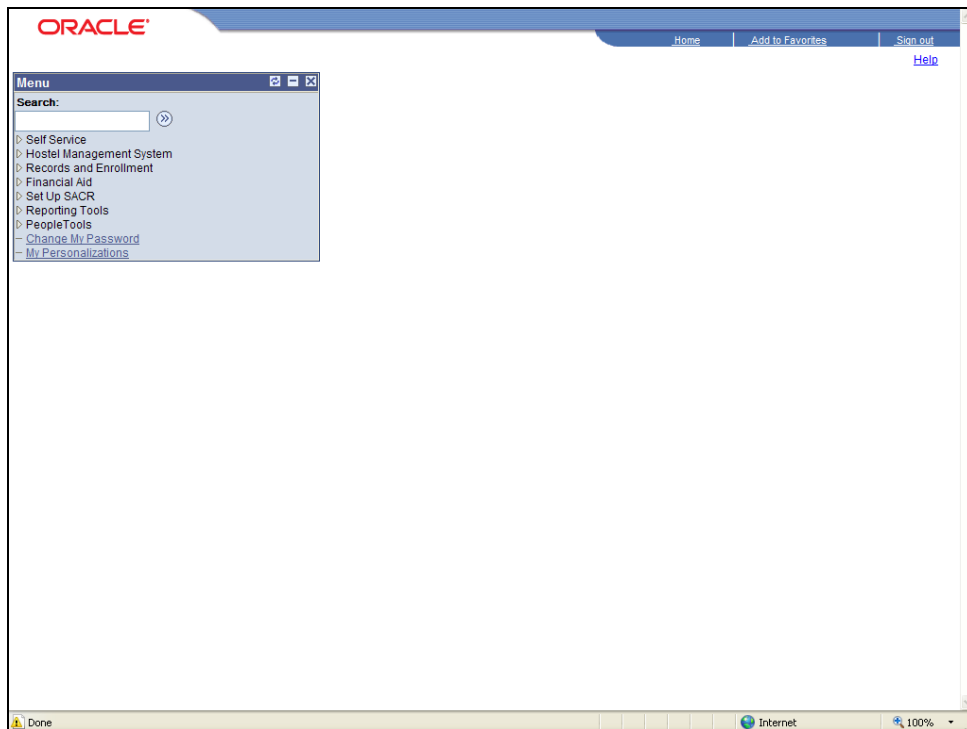 ORACLE
Home Add to Favorites Sign out
Help
Menu
Search:
Self Service
Hostel Management System
Records and Enrollment
Financial Aid
Set Up SACR
Reporting Tools
PeopleTools
Change My Password
My Personalizations
Done Internet 100%